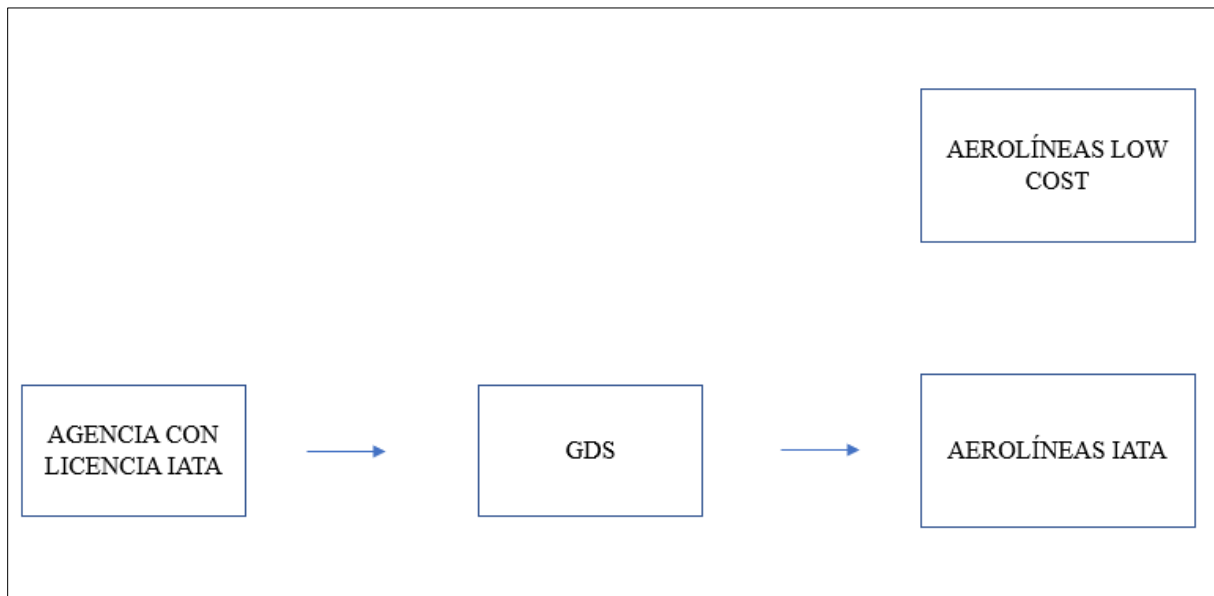 AEROLÍNEAS LOW
COST
AGENCIA CON
LICENCIA IATA
GDS
AEROLÍNEAS IATA